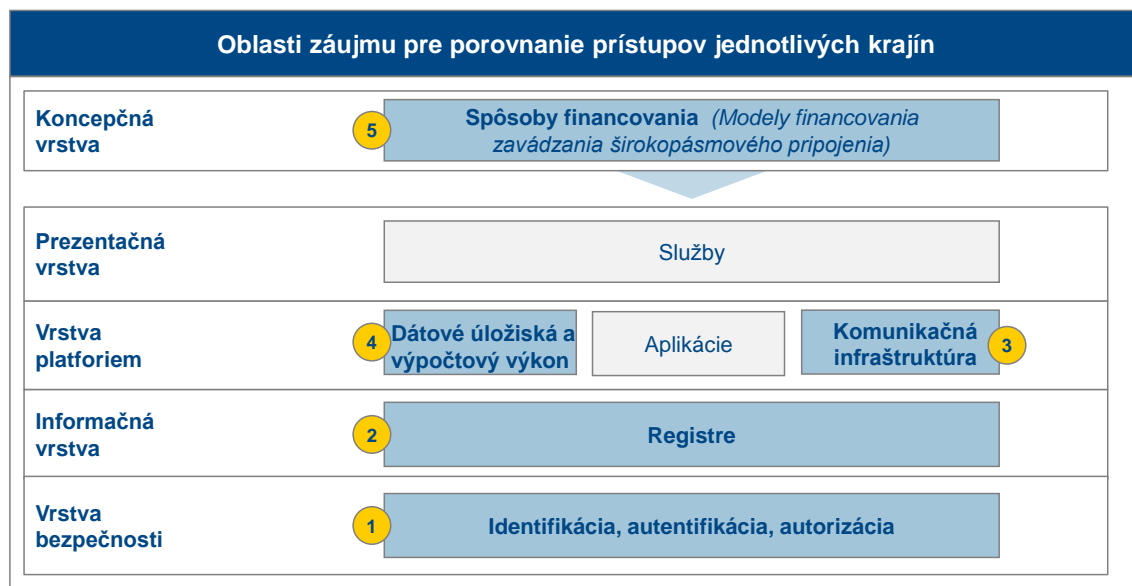 Oblasti záujmu pre porovnanie prístupov jednotlivých krajín
Koncepčná
vrstva
5
Spôsoby financovania (Modely financovania
zavádzania širokopásmového pripojenia)
Prezentačná
vrstva
Služby
Vrstva
platforiem
4
Dátové úložiská a
výpočtový výkon
Aplikácie
Komunikačná
infraštruktúra
3
Informačná
vrstva
2
Registre
Vrstva
bezpečnosti
1
Identifikácia, autentifikácia, autorizácia